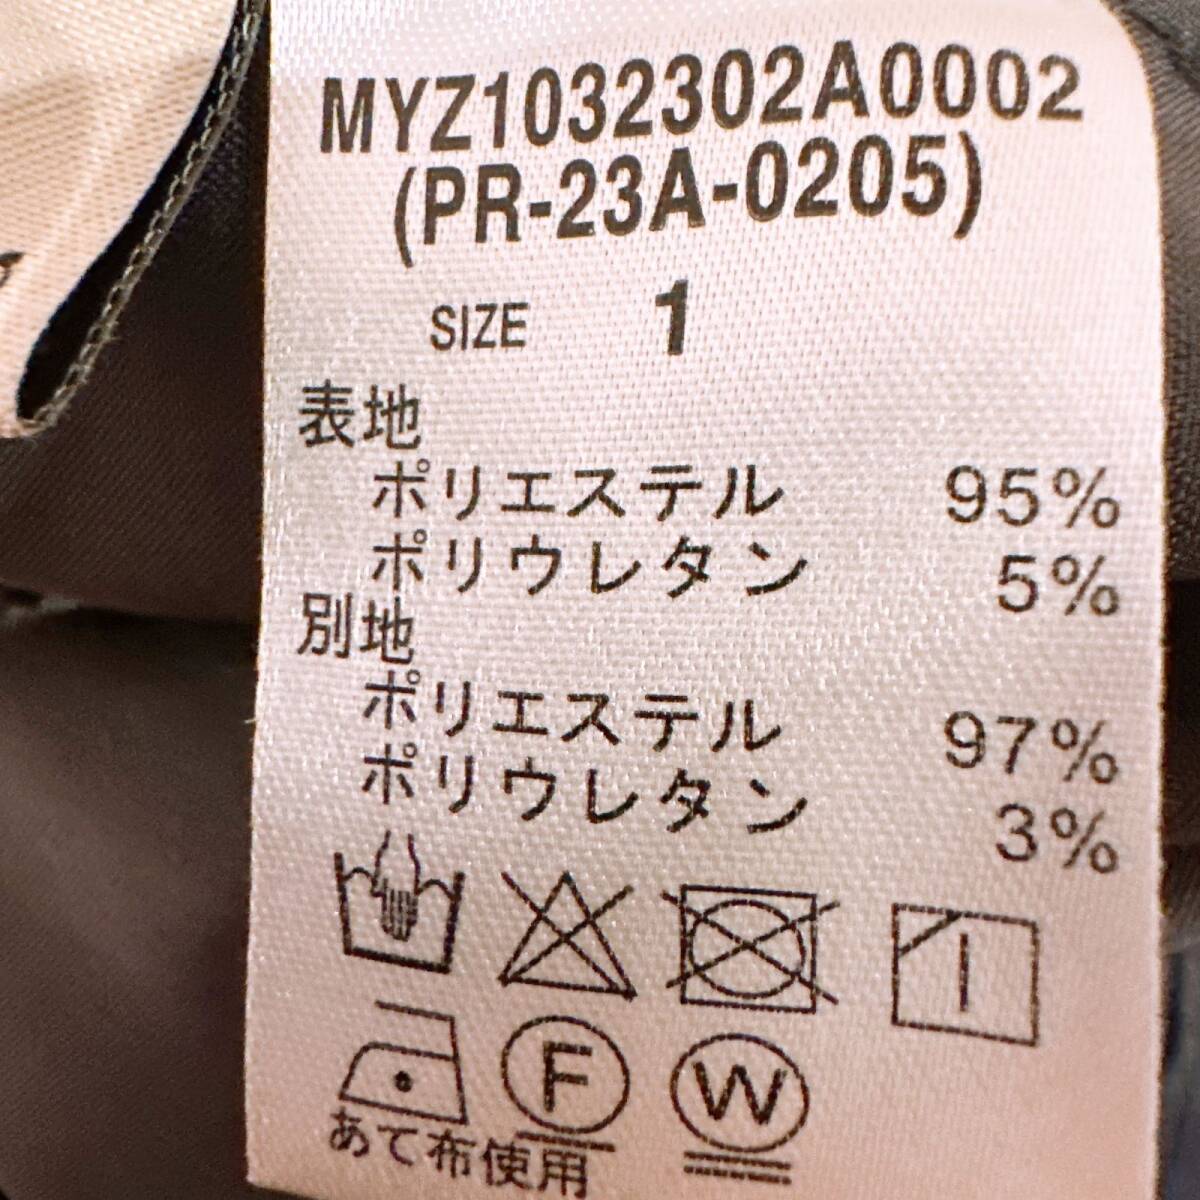 MYZ1032302A0002
(PR-23A-0205)
SIZE 1
表地
ポリエステル 95%
ポリウレタン 5%
別地
ポリエステル 97%
ポリウレタン 3%
F W
あて布使用